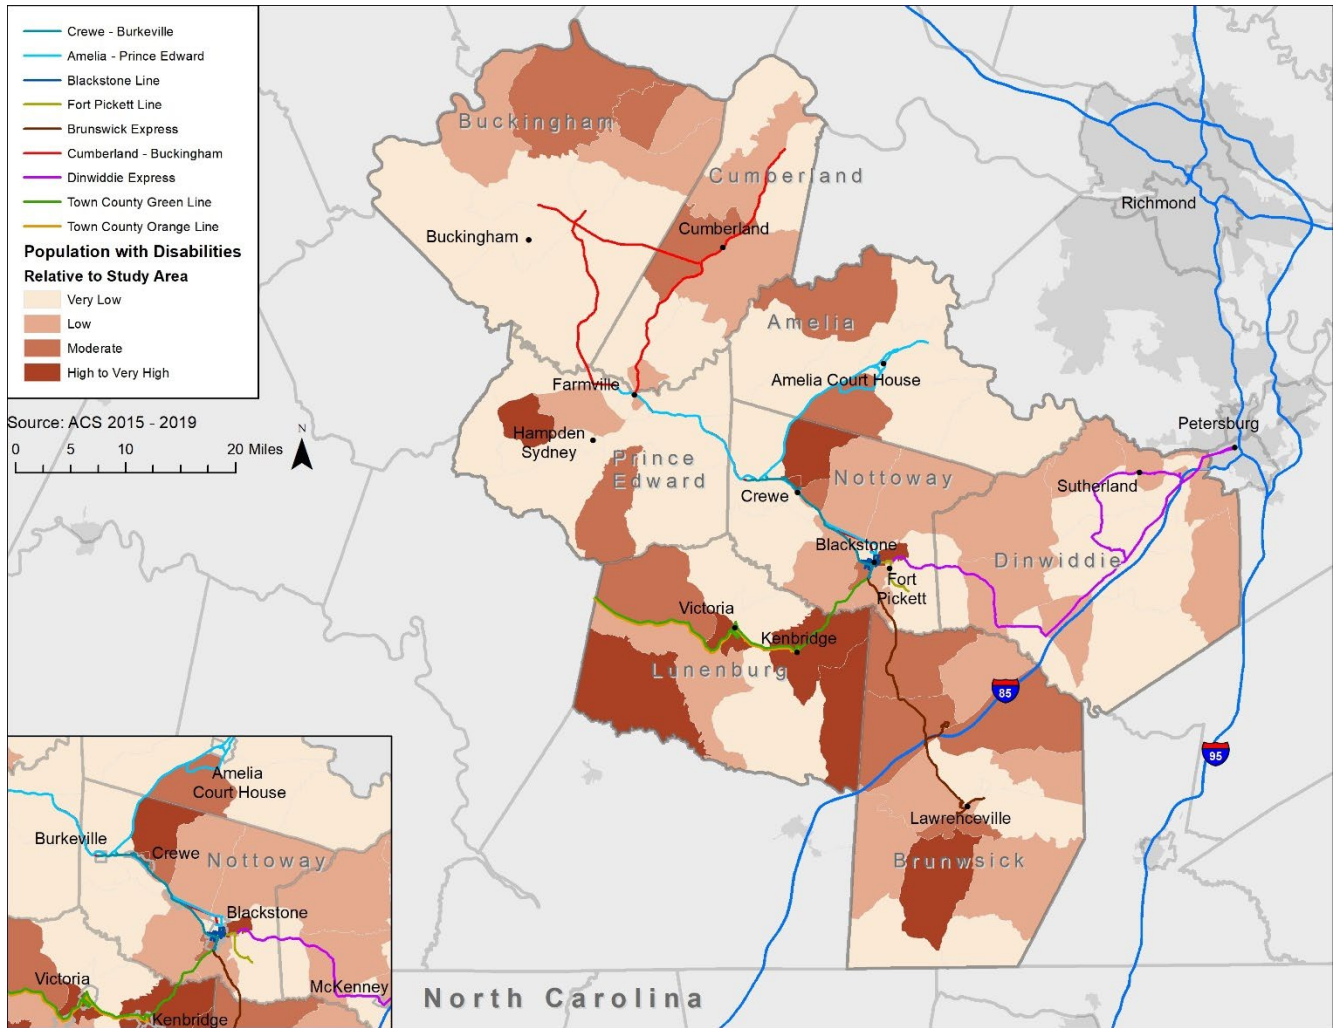 Crewe - Burkeville
Amelia - Prince Edward
Blackstone Line
Fort Pickett Line
Brunswick Express
Cumberland - Buckingham
Dinwiddie Express
Town County Green Line
Town County Orange Line
Population with Disabilities
Relative to Study Area
Very Low
Low
Moderate
High to Very High
Source: ACS 2015 - 2019
0 5 10 20 Miles
N
Buckingham
Cumberland
Richmond
Buckingham
Cumberland
Amelia
Amelia Court House
Farmville
Petersburg
Hampden
Sydney
Prince
Edward
Nottoway
Crewe
Sutherland
Blackstone
Dinwiddie
Fort
Pickett
Victoria
Kenbridge
Lunenburg
85
95
Lawrenceville
Brunwsick
North Carolina
Amelia
Court House
Burkeville
Crewe
Nottoway
Blackstone
Victoria
McKenney
Kenbridge